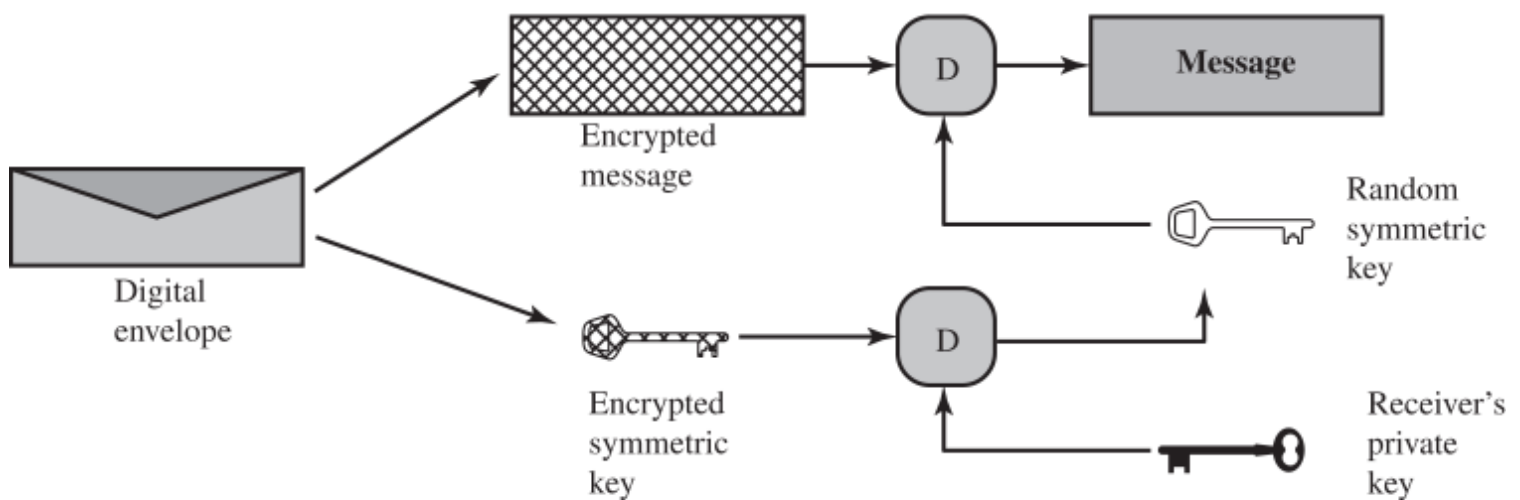 D
Message
Encrypted
message
Random
symmetric
key
Digital
envelope
D
Encrypted
symmetric
key
Receiver’s
private
key